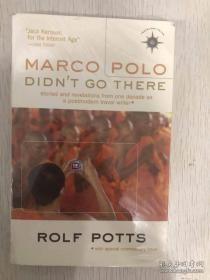 "Jack Kerouac
for the Internet Age"
MARCO POLO
DIDN'T GO THERE
stories and revelations from one decade as
a postmodern travel writer
ROLF POTTS